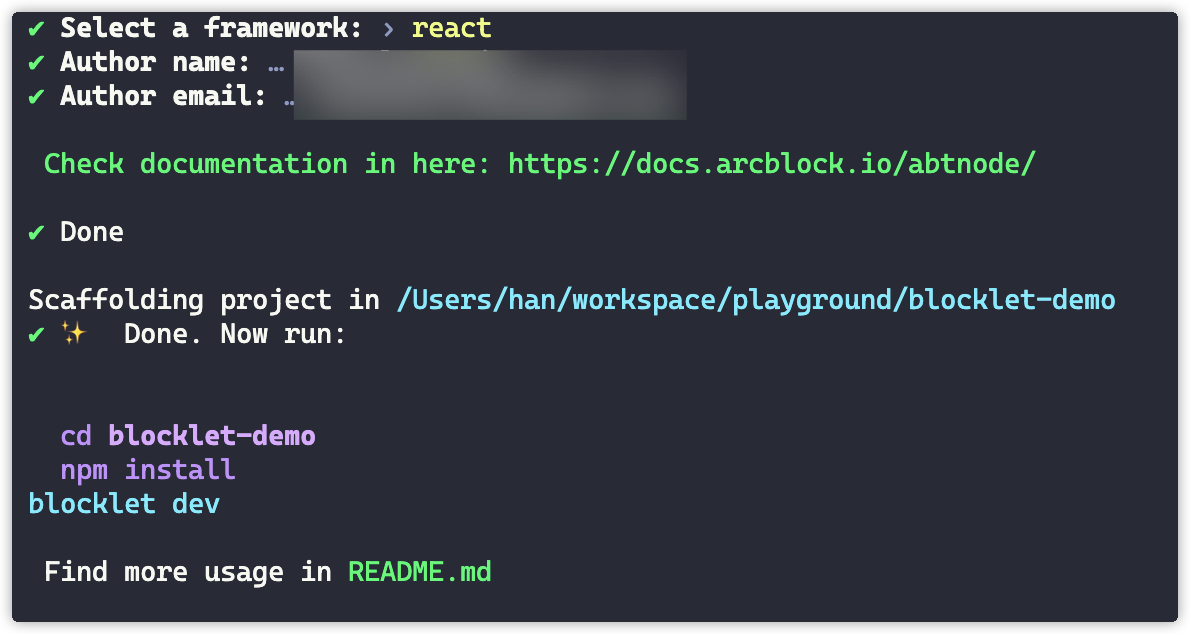 ✔ Select a framework: › react
✔ Author name: …
✔ Author email: …
Check documentation in here: https://docs.arcblock.io/abtnode/
✔ Done
Scaffolding project in /Users/han/workspace/playground/blocklet-demo
✔ ✨ Done. Now run:
cd blocklet-demo
npm install
blocklet dev
Find more usage in README.md